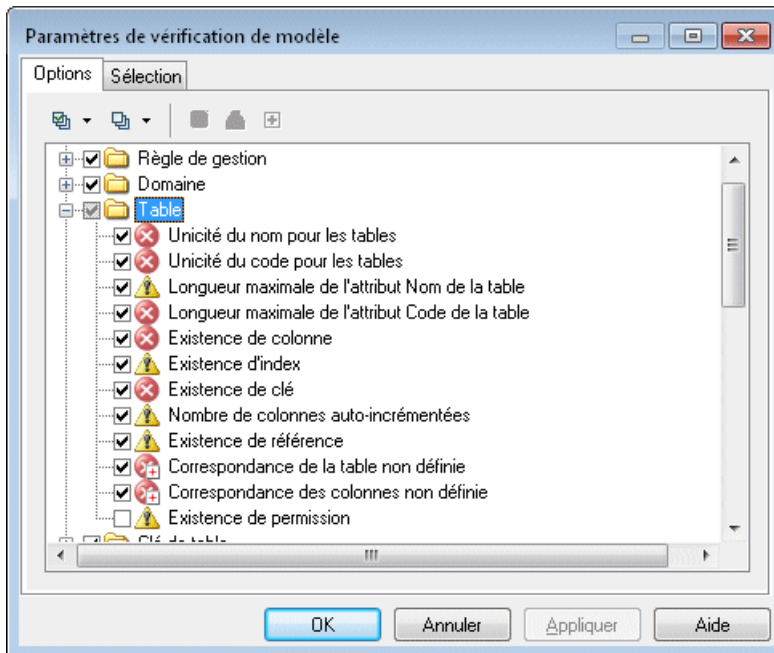 Paramètres de vérification de modèle
Options Sélection
Règle de gestion
Domaine
Table
Unicité du nom pour les tables
Unicité du code pour les tables
Longueur maximale de l'attribut Nom de la table
Longueur maximale de l'attribut Code de la table
Existence de colonne
Existence d'index
Existence de clé
Nombre de colonnes auto-incrémentées
Existence de référence
Correspondance de la table non définie
Correspondance des colonnes non définie
Existence de permission
Clé de table
OK Annuler Appliquer Aide